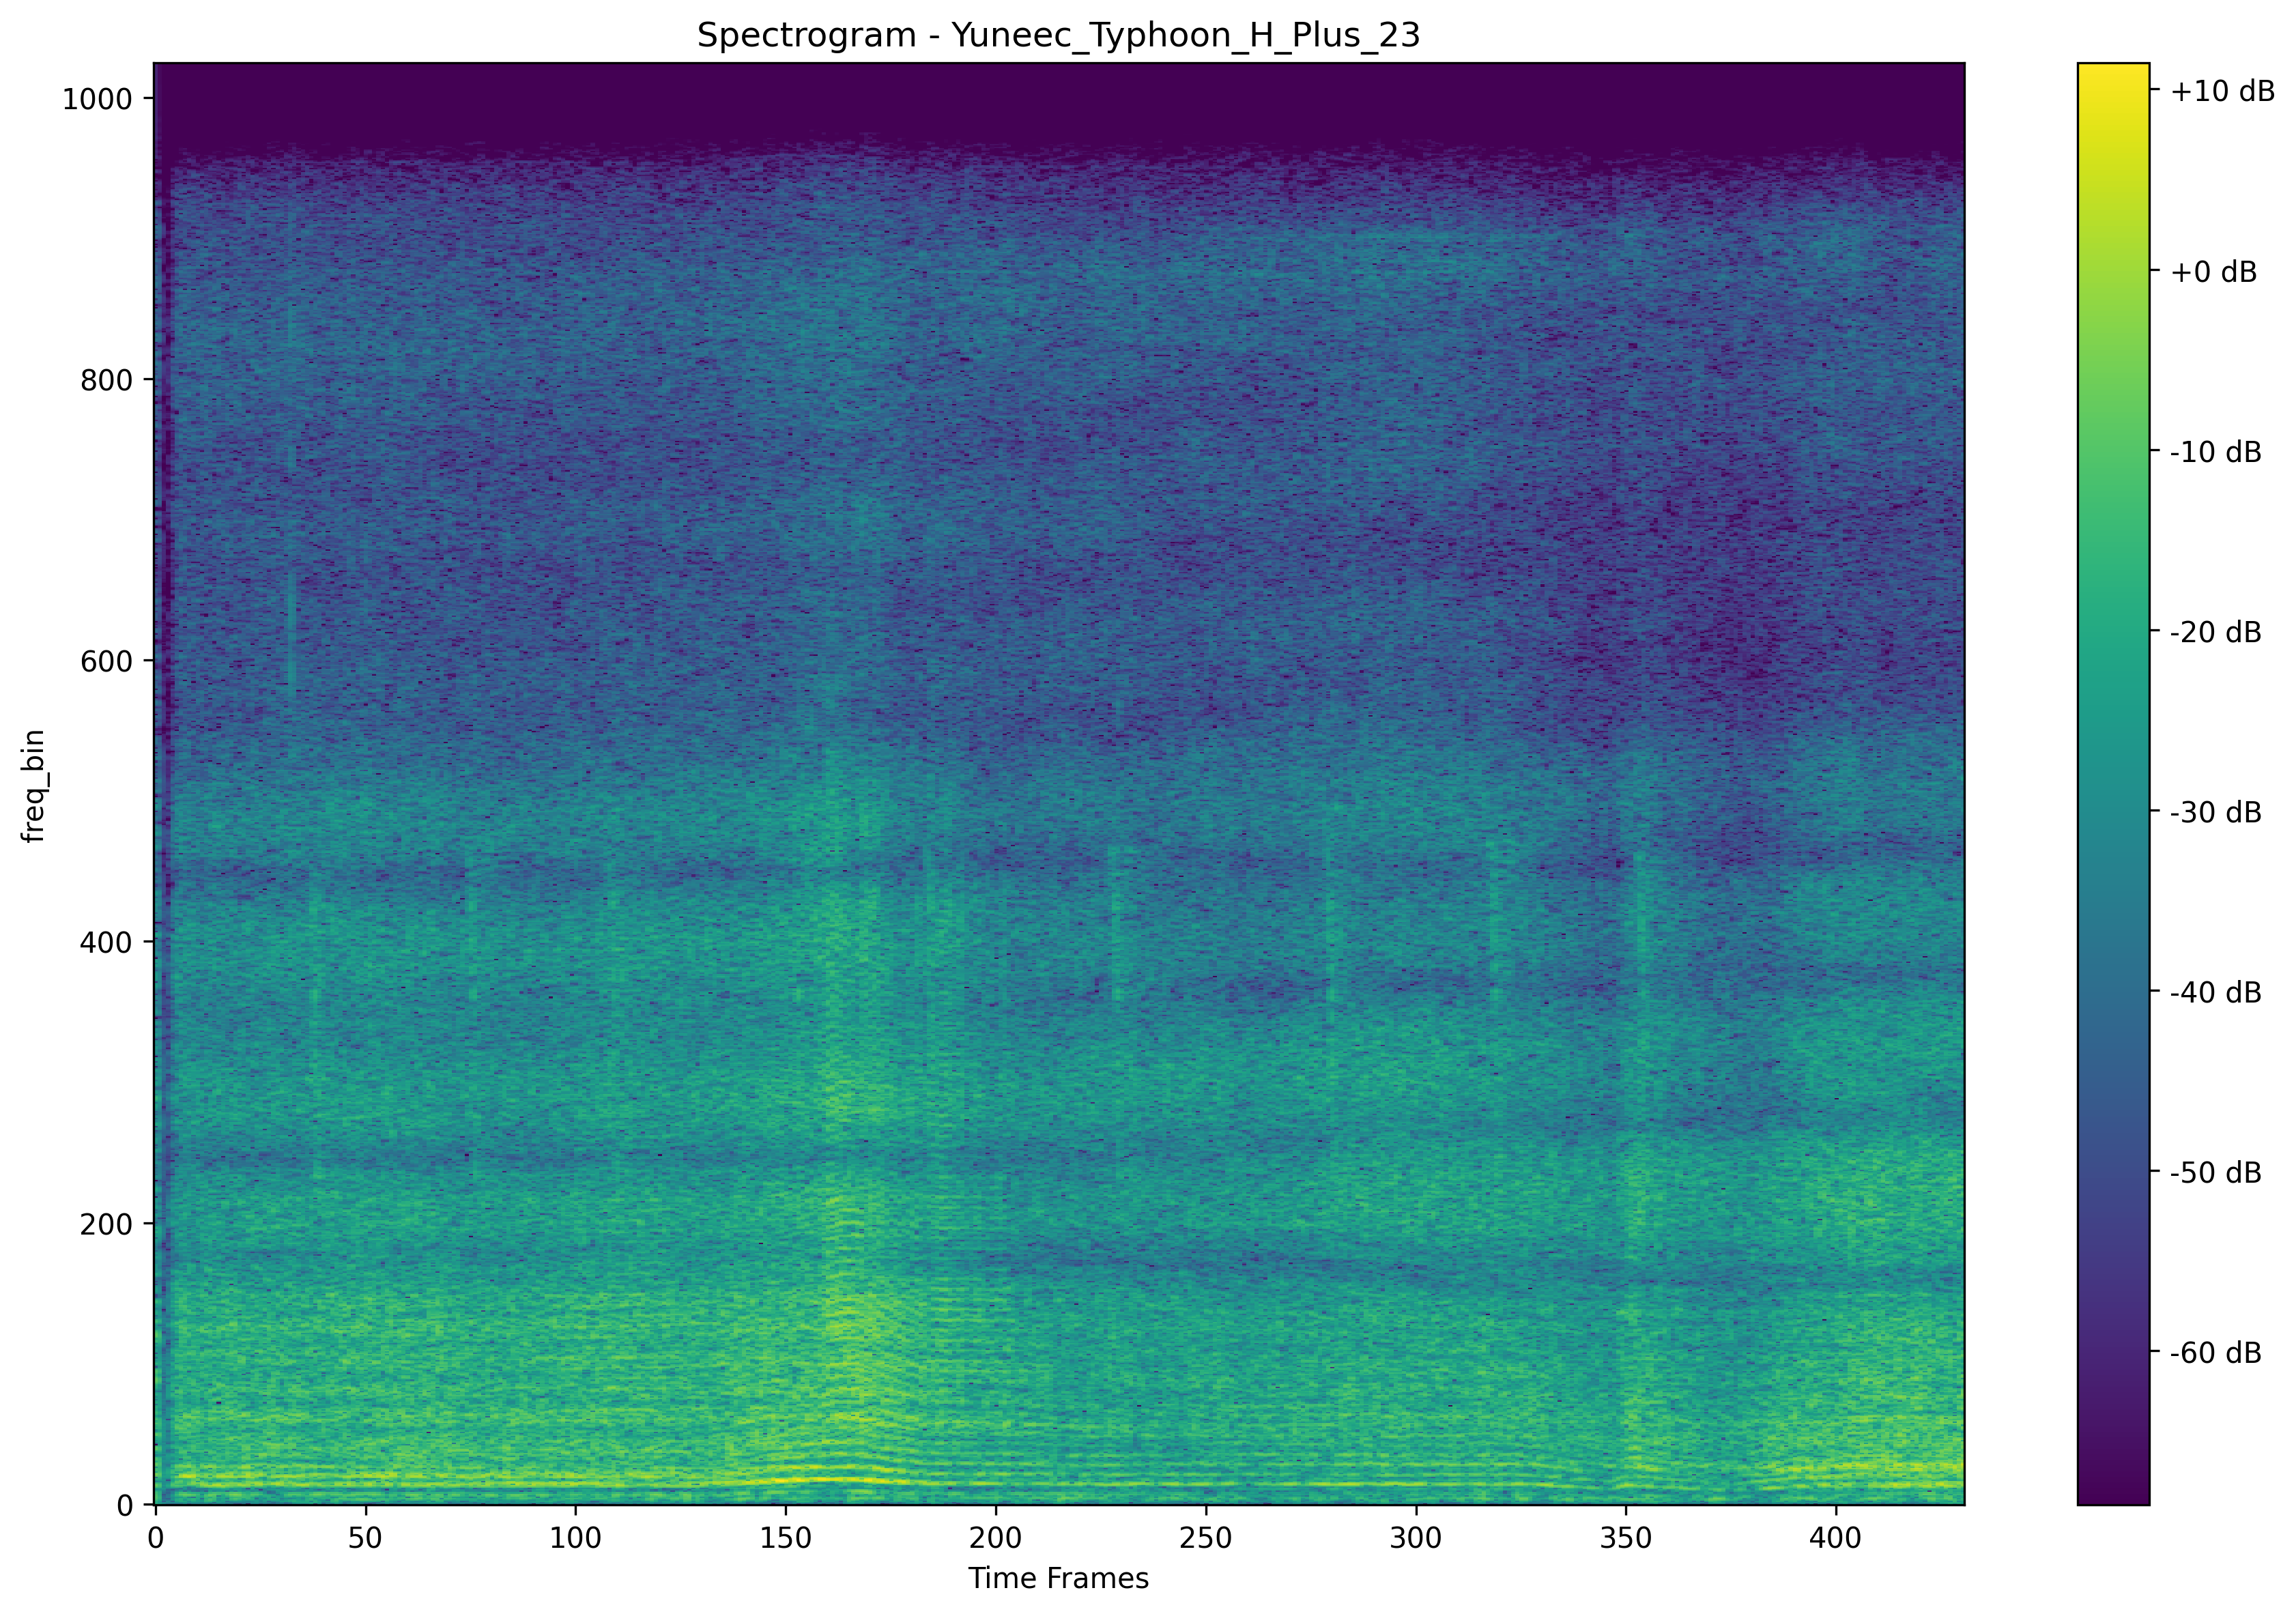 Spectrogram - Yuneec_Typhoon_H_Plus_23
freq_bin
1000
800
600
400
200
0
0 50 100 150 200 250 300 350 400
Time Frames
+10 dB
+0 dB
-10 dB
-20 dB
-30 dB
-40 dB
-50 dB
-60 dB